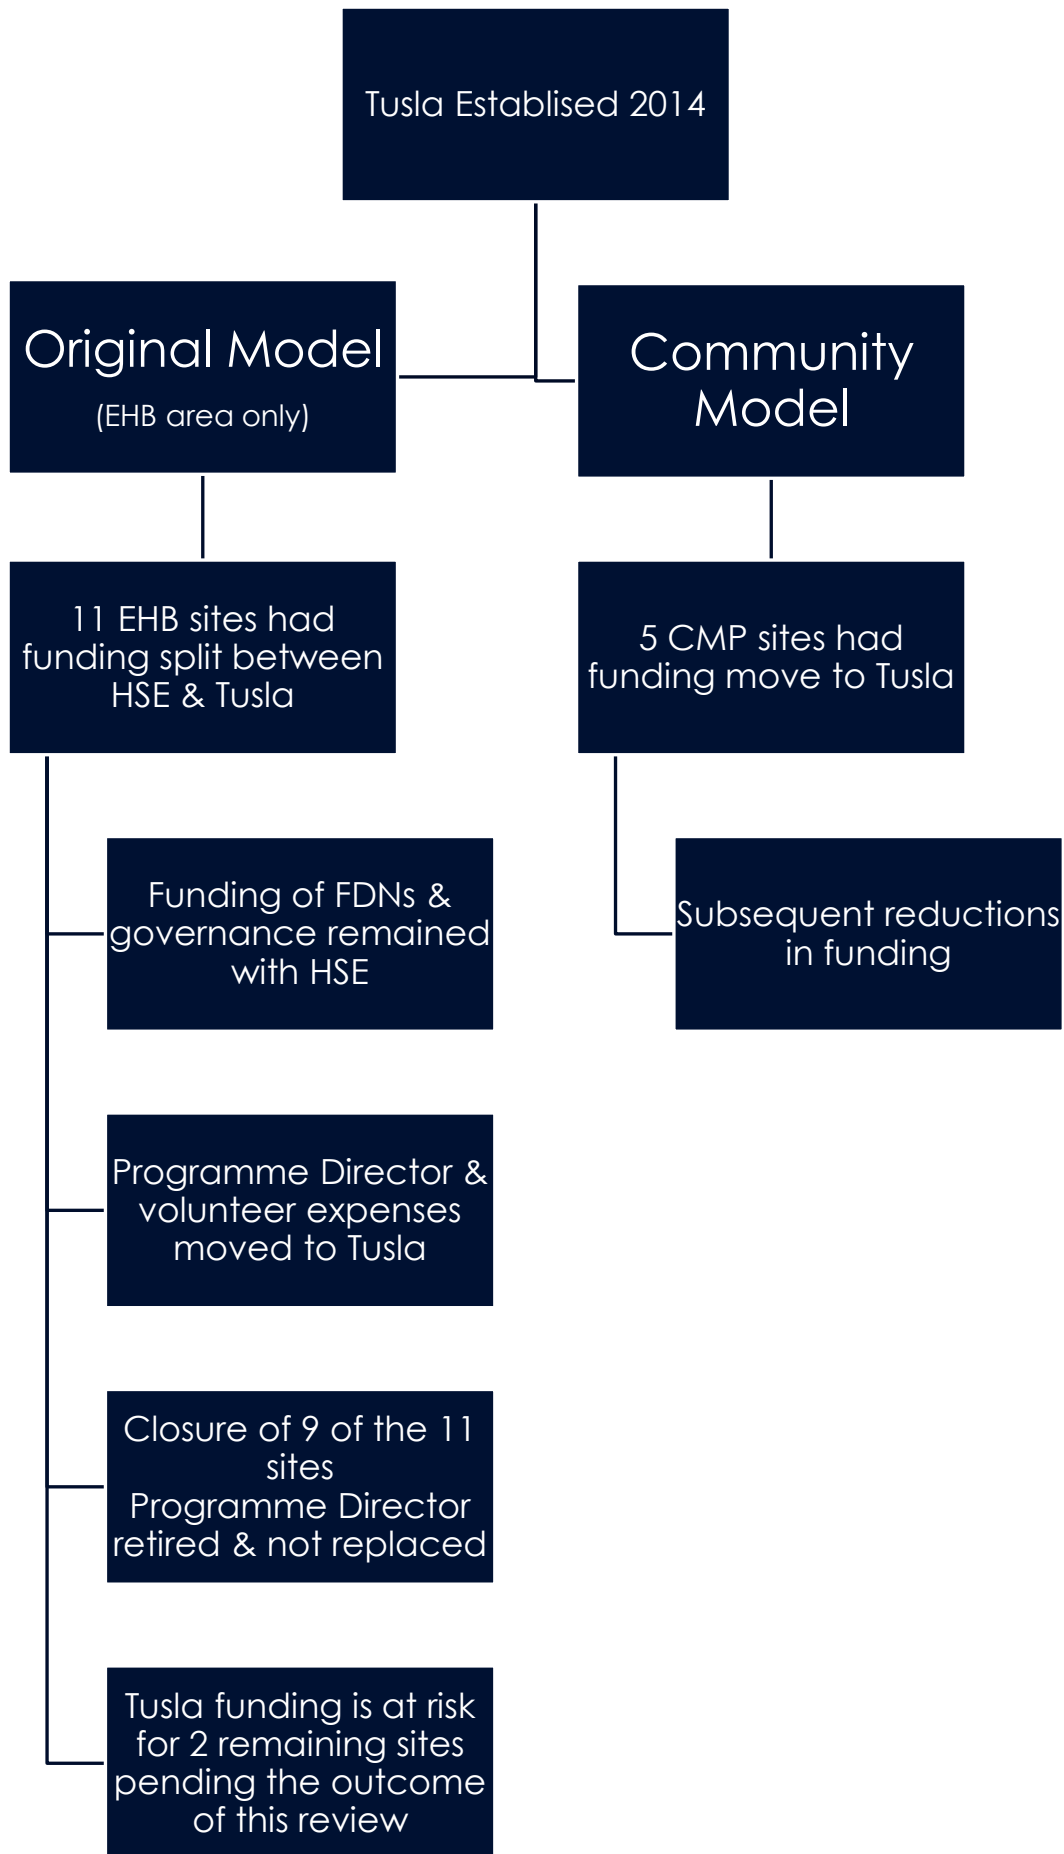 Tusla Establised 2014
Original Model
(EHB area only)
Community
Model
11 EHB sites had
funding split between
HSE & Tusla
5 CMP sites had
funding move to Tusla
Funding of FDNs &
governance remained
with HSE
Subsequent reductions
in funding
Programme Director &
volunteer expenses
moved to Tusla
Closure of 9 of the 11
sites
Programme Director
retired & not replaced
Tusla funding is at risk
for 2 remaining sites
pending the outcome
of this review